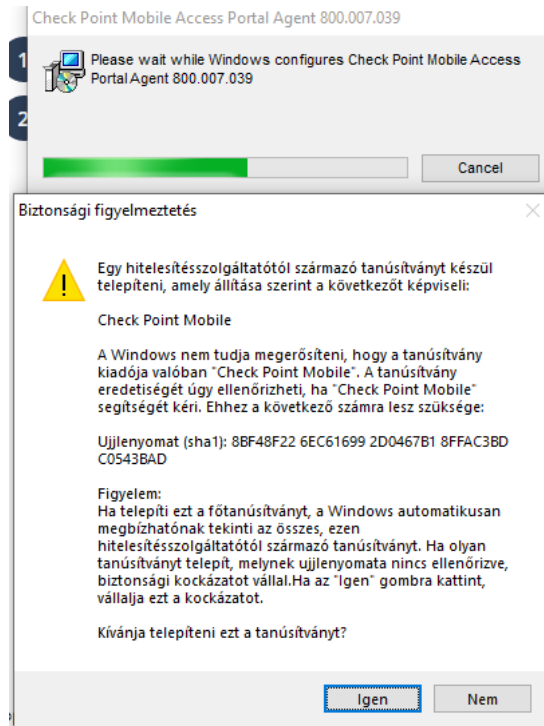 Check Point Mobile Access Portal Agent 800.007.039
1
Please wait while Windows configures Check Point Mobile Access
Portal Agent 800.007.039
2
Cancel
Biztonsági figyelmeztetés
Egy hitelesítésszolgáltatótól származó tanúsítványt készül
telepíteni, amely állítása szerint a következőt képviseli:
Check Point Mobile
A Windows nem tudja megerősíteni, hogy a tanúsítvány
kiadója valóban "Check Point Mobile". A tanúsítvány
eredetiségét úgy ellenőrizheti, ha "Check Point Mobile"
segítségét kéri. Ehhez a következő számra lesz szüksége:
Ujjlenyomat (sha1): 8BF48F22 6EC61699 2D0467B1 8FFAC3BD
C0543BAD
Figyelem:
Ha telepíti ezt a főtanúsítványt, a Windows automatikusan
megbízhatónak tekinti az összes, ezen
hitelesítésszolgáltatótól származó tanúsítványt. Ha olyan
tanúsítványt telepít, melynek ujjlenyomata nincs ellenőrizve,
biztonsági kockázatot vállal.Ha az "Igen" gombra kattint,
vállalja ezt a kockázatot.
Kívánja telepíteni ezt a tanúsítványt?
Igen
Nem